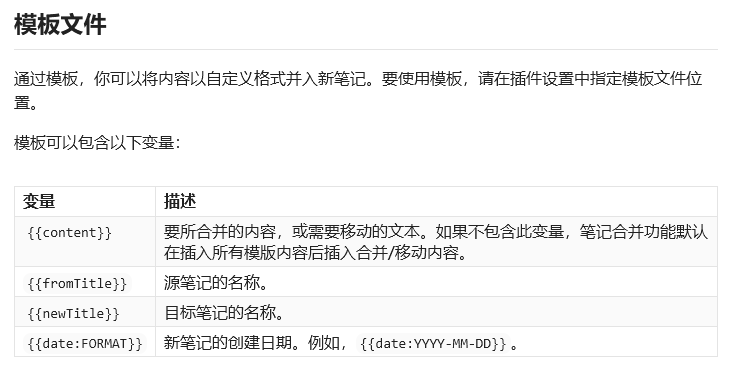 模板文件
通过模板，你可以将内容以自定义格式并入新笔记。要使用模板，请在插件设置中指定模板文件位
置。
模板可以包含以下变量：
变量 描述
{{content}} 要所合并的内容，或需要移动的文本。如果不包含此变量，笔记合并功能默认
在插入所有模版内容后插入合并/移动内容。
{{fromTitle}} 源笔记的名称。
{{newTitle}} 目标笔记的名称。
{{date:FORMAT}} 新笔记的创建日期。例如， {{date:YYYY-MM-DD}} 。